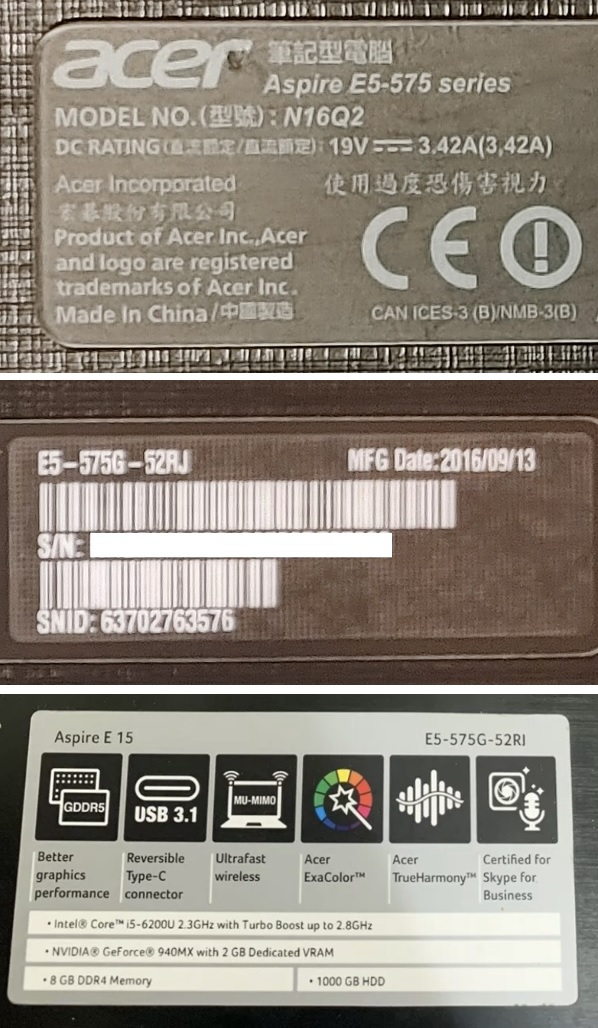 acer 筆記型電腦
Aspire E5-575 series
MODEL NO.(型號): N16Q2
DC RATING(直流額定/直流額定): 19V 3.42A(3,42A)
Acer Incorporated 使用過度恐傷害視力
宏碁股份有限公司
Product of Acer Inc.,Acer
and logo are registered
trademarks of Acer Inc.
Made In China/中國製造
CE
CAN ICES-3 (B)/NMB-3(B)
E5-575G-52RJ MFG Date:2016/09/13
S/N:
SNID: 63702763576
Aspire E 15 E5-575G-52RJ
GDDR5
USB 3.1
MU-MIMO
Better
graphics
performance
Reversible
Type-C
connector
Ultrafast
wireless
Acer
ExaColor™
Acer
TrueHarmony™
Certified for
Skype for
Business
• Intel® Core™ i5-6200U 2.3GHz with Turbo Boost up to 2.8GHz
• NVIDIA® GeForce® 940MX with 2 GB Dedicated VRAM
• 8 GB DDR4 Memory • 1000 GB HDD